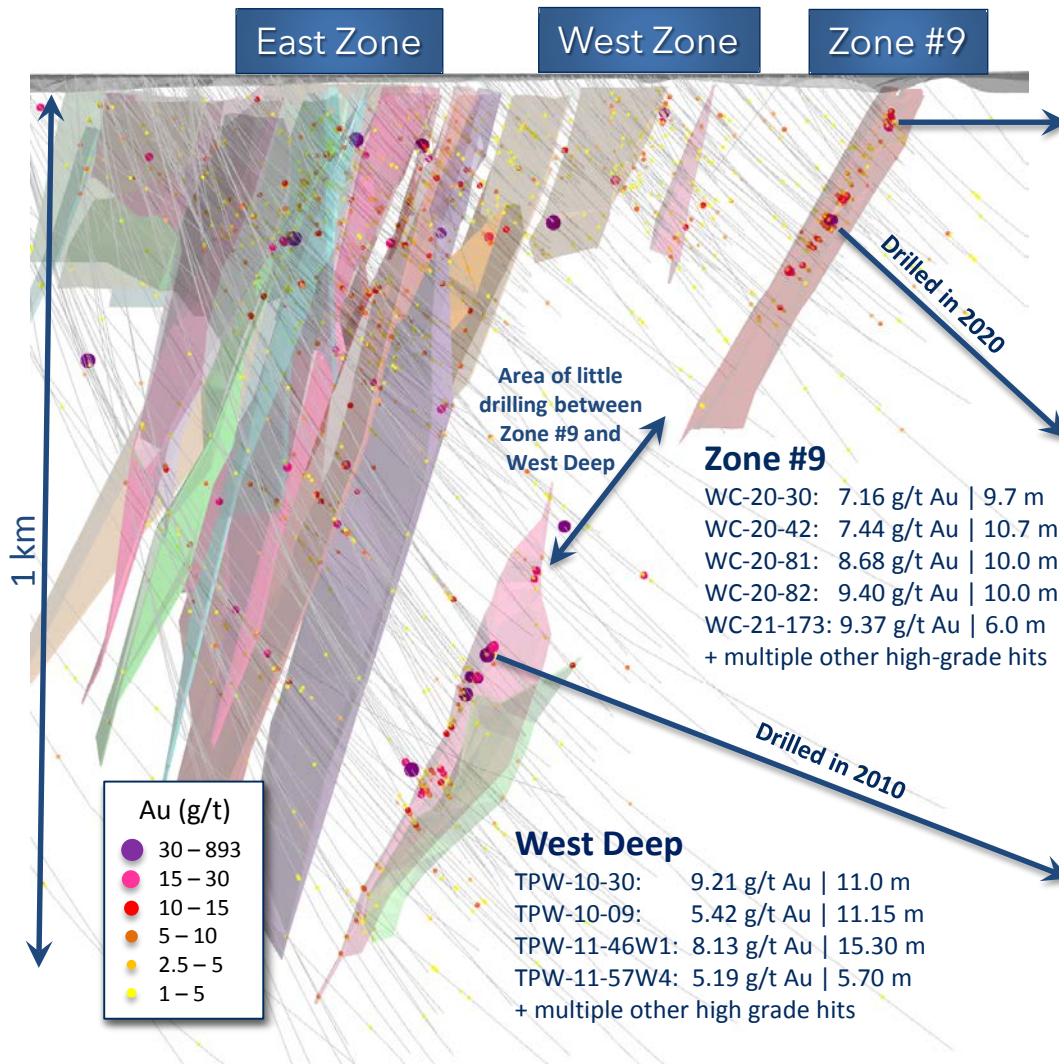 East Zone
West Zone
Zone #9
1 km
Drilled in 2020
Area of little
drilling between
Zone #9 and
West Deep
Zone #9
WC-20-30: 7.16 g/t Au | 9.7 m
WC-20-42: 7.44 g/t Au | 10.7 m
WC-20-81: 8.68 g/t Au | 10.0 m
WC-20-82: 9.40 g/t Au | 10.0 m
WC-21-173: 9.37 g/t Au | 6.0 m
+ multiple other high-grade hits
Drilled in 2010
Au (g/t)
30 – 893
15 – 30
10 – 15
5 – 10
2.5 – 5
1 – 5
West Deep
TPW-10-30: 9.21 g/t Au | 11.0 m
TPW-10-09: 5.42 g/t Au | 11.15 m
TPW-11-46W1: 8.13 g/t Au | 15.30 m
TPW-11-57W4: 5.19 g/t Au | 5.70 m
+ multiple other high grade hits